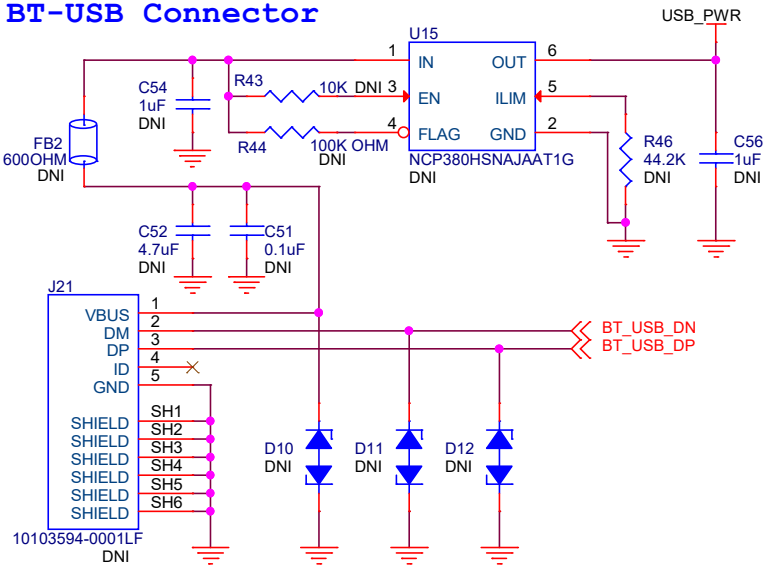 BT-USB Connector
USB_PWR
U15
1 IN OUT 6
C54
1uF
DNI
R43 10K DNI 3 EN ILIM 5
R44 100K OHM
DNI
4 FLAG GND 2
NCP380HSNAJAAT1G
DNI
R46
44.2K
DNI
C56
1uF
DNI
FB2
600OHM
DNI
C52
4.7uF
DNI
C51
0.1uF
DNI
J21
VBUS 1
DM 2
DP 3
ID 4
GND 5
SHIELD SH1
SHIELD SH2
SHIELD SH3
SHIELD SH4
SHIELD SH5
SHIELD SH6
10103594-0001LF
DNI
BT_USB_DN
BT_USB_DP
D10
DNI
D11
DNI
D12
DNI